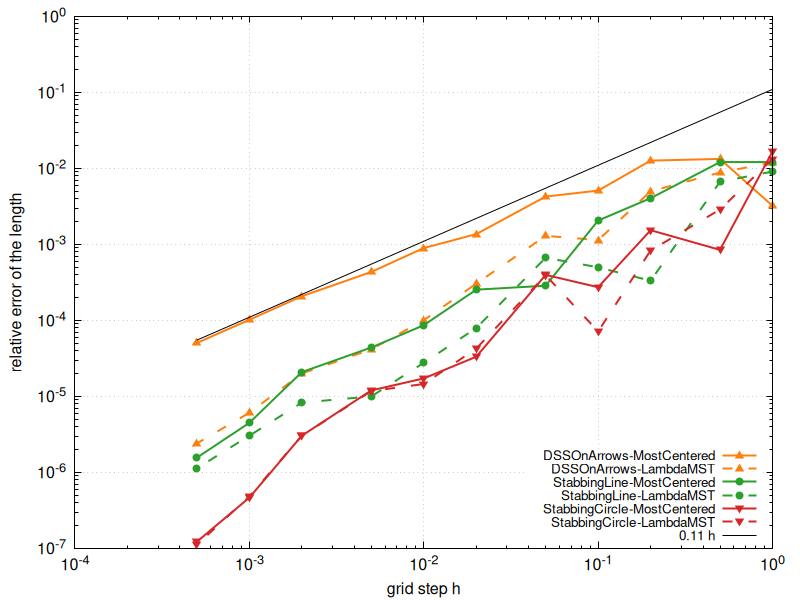 10^0
10^-1
10^-2
10^-3
10^-4
10^-5
10^-6
10^-7
relative error of the length
DSSOnArrows-MostCentered
DSSOnArrows-LambdaMST
StabbingLine-MostCentered
StabbingLine-LambdaMST
StabbingCircle-MostCentered
StabbingCircle-LambdaMST
0.11 h
10^-4 10^-3 10^-2 10^-1 10^0
grid step h